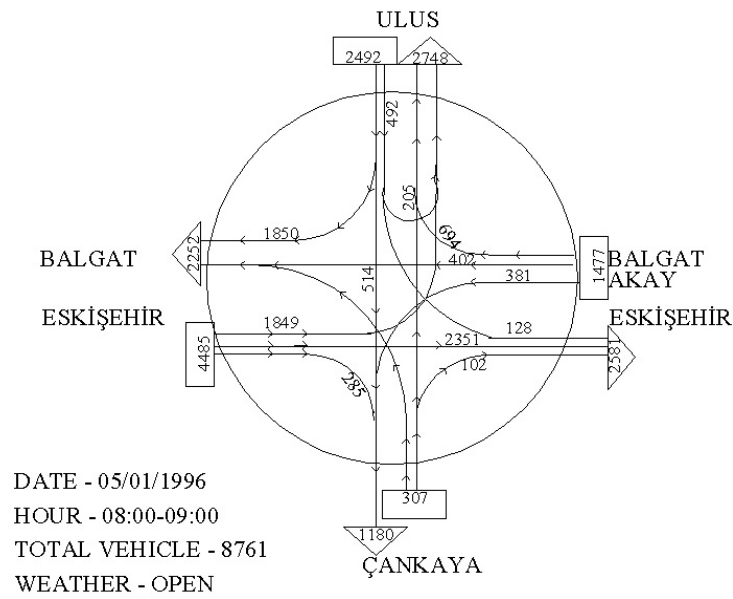 ULUS
2492
2748
492
205
694
1850
BALGAT
2252
402
BALGAT
1477
514
381
AKAY
ESKİŞEHİR
1849
128
ESKİŞEHİR
4485
2351
2581
285
102
307
DATE - 05/01/1996
HOUR - 08:00-09:00
TOTAL VEHICLE - 8761
1180
ÇANKAYA
WEATHER - OPEN